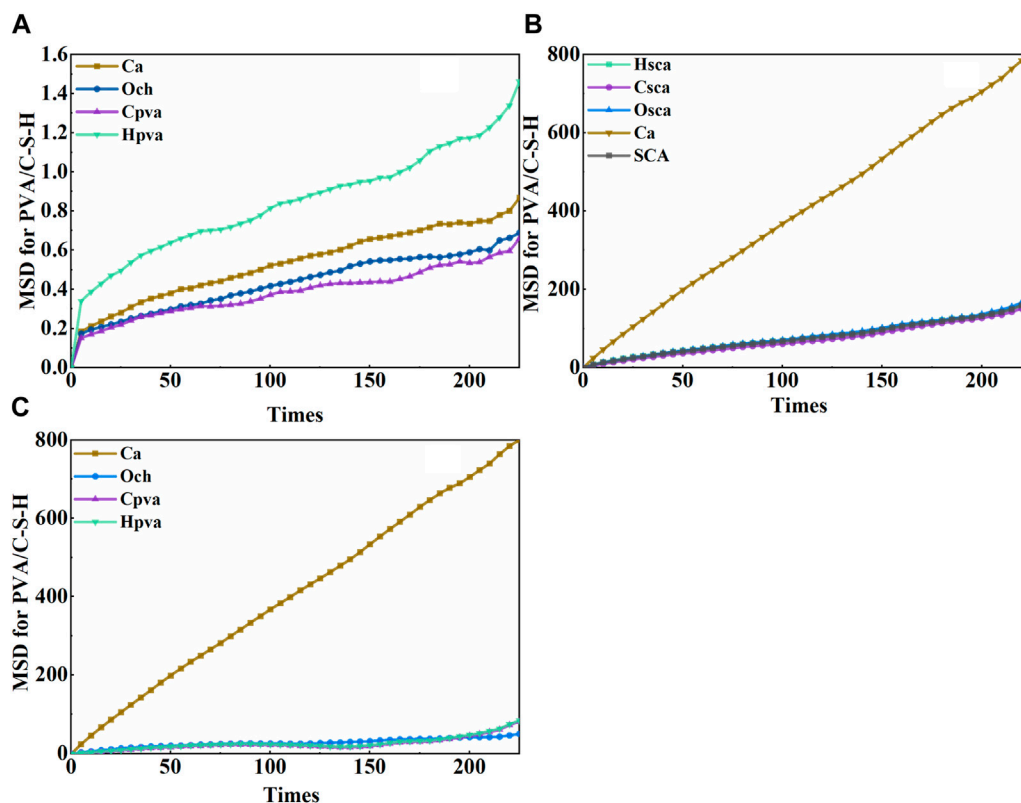 A
MSD for PVA/C-S-H
1.6
1.4
1.2
1.0
0.8
0.6
0.4
0.2
0.0
Ca
Och
Cpva
Hpva
0 50 100 150 200
Times
B
MSD for PVA/C-S-H
800
600
400
200
0
Hsca
Csca
Osca
Ca
SCA
0 50 100 150 200
Times
C
MSD for PVA/C-S-H
800
600
400
200
0
Ca
Och
Cpva
Hpva
0 50 100 150 200
Times